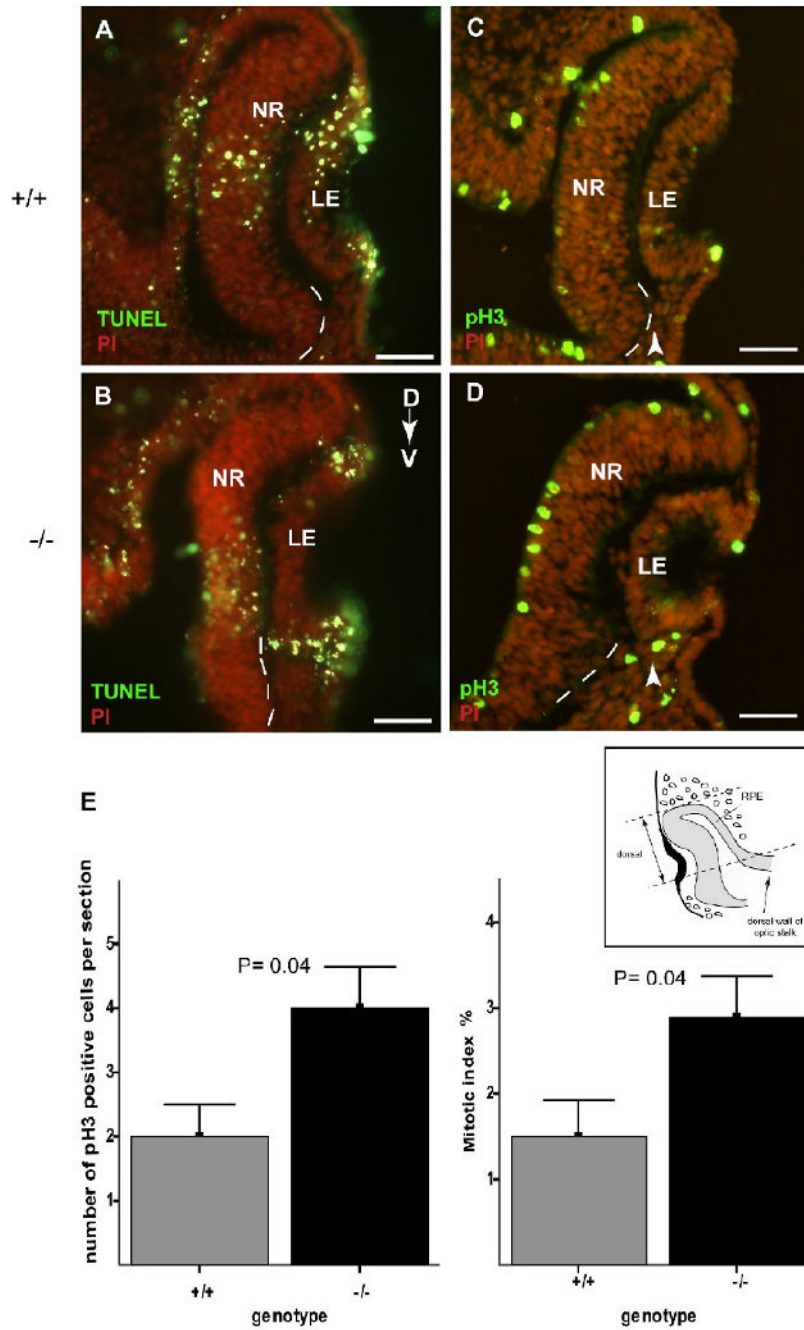 A
NR
LE
TUNEL
PI
+/+
C
NR
LE
pH3
PI
B
D
V
NR
LE
TUNEL
PI
-/-
D
NR
LE
pH3
PI
E
number of pH3 positive cells per section
5
4
3
2
1
P= 0.04
+/+
-/-
genotype
Mitotic index %
4
3
2
1
P= 0.04
+/+
-/-
genotype
RPE
dorsal
dorsal wall of
optic stalk